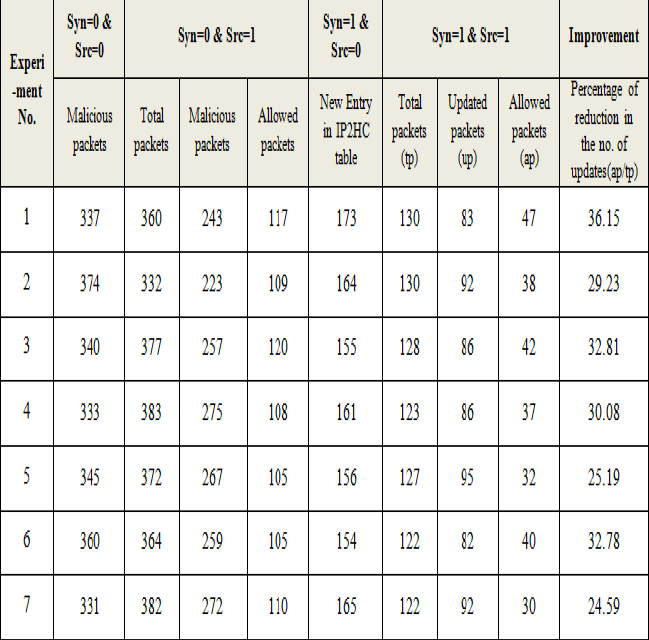 Experi
-ment
No.
Syn=0 &
Src=0
Syn=0 & Src=1
Syn=1 &
Src=0
Syn=1 & Src=1
Improvement
Malicious
packets
Total
packets
Malicious
packets
Allowed
packets
New Entry
in IP2HC
table
Total
packets
(tp)
Updated
packets
(up)
Allowed
packets
(ap)
Percentage of
reduction in
the no. of
updates(ap/tp)
1 337 360 243 117 173 130 83 47 36.15
2 374 332 223 109 164 130 92 38 29.23
3 340 377 257 120 155 128 86 42 32.81
4 333 383 275 108 161 123 86 37 30.08
5 345 372 267 105 156 127 95 32 25.19
6 360 364 259 105 154 122 82 40 32.78
7 331 382 272 110 165 122 92 30 24.59